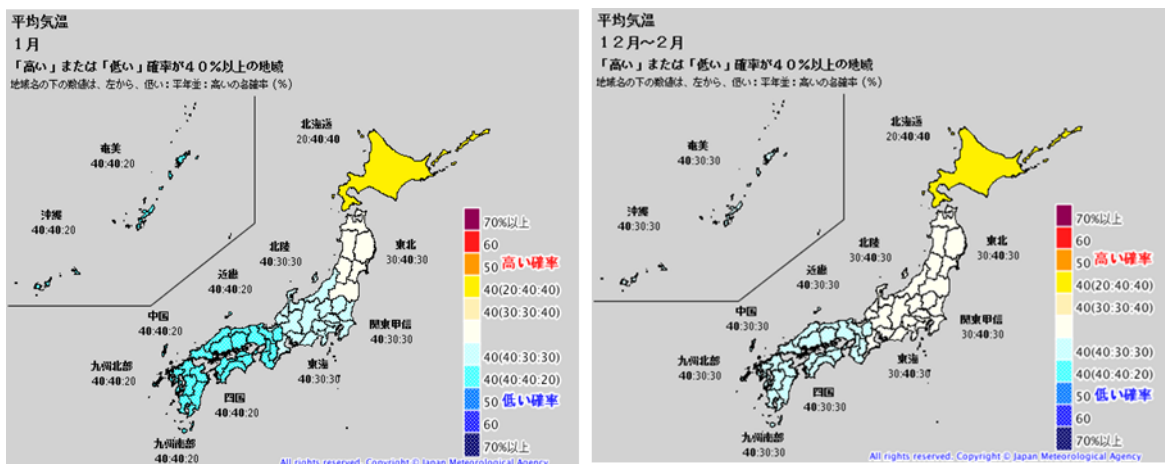 平均気温
1月
「高い」または「低い」確率が40%以上の地域
地域名の下の数値は、左から、低い:平年並:高いの各確率(%)
北海道
20:40:40
奄美
40:40:20
沖縄
40:40:20
北陸
40:30:30
東北
30:40:30
近畿
40:40:20
中国
40:40:20
関東甲信
40:30:30
九州北部
40:40:20
東海
40:30:30
四国
40:40:20
九州南部
40:40:20
70%以上
60
50 高い確率
40(20:40:40)
40(30:30:40)
40(40:30:30)
40(40:40:20)
50 低い確率
60
70%以上
All rights reserved. Copyright © Japan Meteorological Agency
平均気温
12月~2月
「高い」または「低い」確率が40%以上の地域
地域名の下の数値は、左から、低い:平年並:高いの各確率(%)
北海道
20:40:40
奄美
40:30:30
沖縄
40:30:30
北陸
30:40:30
東北
30:40:30
近畿
40:30:30
中国
40:30:30
関東甲信
30:40:30
九州北部
40:30:30
東海
30:40:30
四国
40:30:30
九州南部
40:30:30
70%以上
60
50 高い確率
40(20:40:40)
40(30:30:40)
40(40:30:30)
40(40:40:20)
50 低い確率
60
70%以上
All rights reserved. Copyright © Japan Meteorological Agency